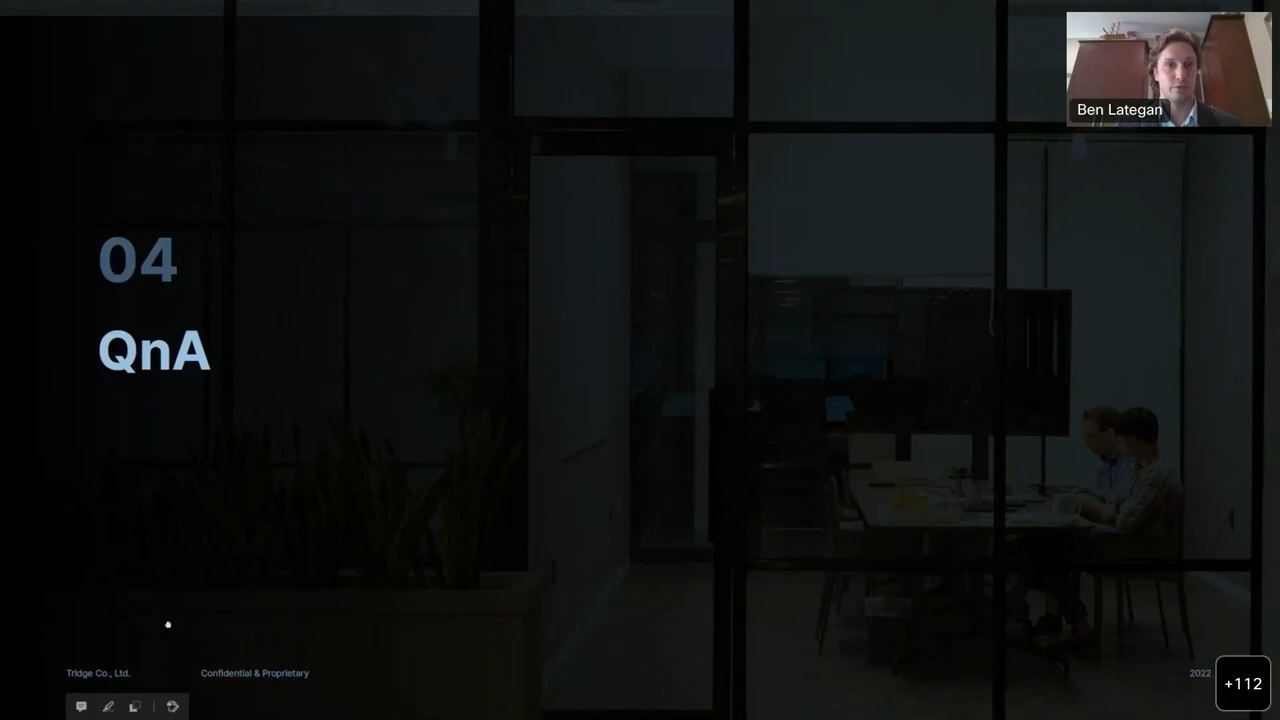 Ben Lategan
04
QnA
Tridge Co., Ltd.
Confidential & Proprietary
2022
+112